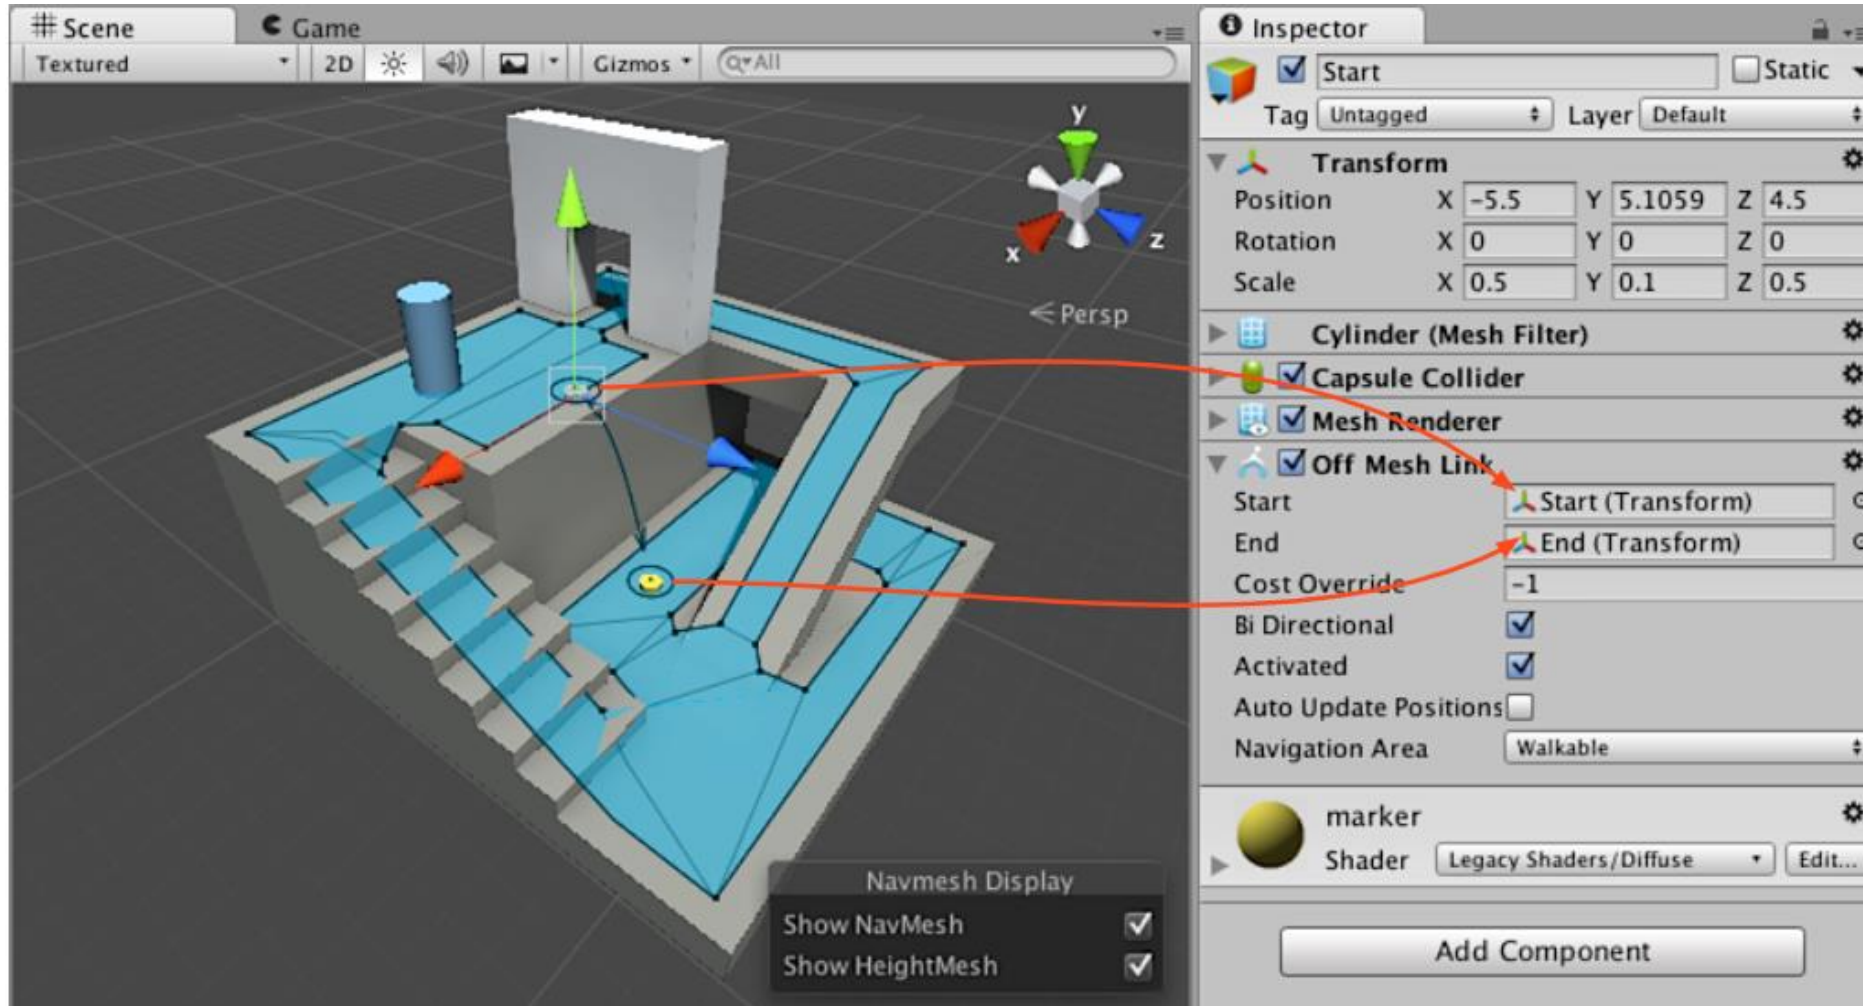 Scene
Game
Textured
2D
Gizmos
All
y
x
z
Persp
Navmesh Display
Show NavMesh
Show HeightMesh
Inspector
Start
Static
Tag Untagged Layer Default
Transform
Position X -5.5 Y 5.1059 Z 4.5
Rotation X 0 Y 0 Z 0
Scale X 0.5 Y 0.1 Z 0.5
Cylinder (Mesh Filter)
Capsule Collider
Mesh Renderer
Off Mesh Link
Start Start (Transform)
End End (Transform)
Cost Override -1
Bi Directional
Activated
Auto Update Positions
Navigation Area Walkable
marker
Shader Legacy Shaders/Diffuse Edit...
Add Component